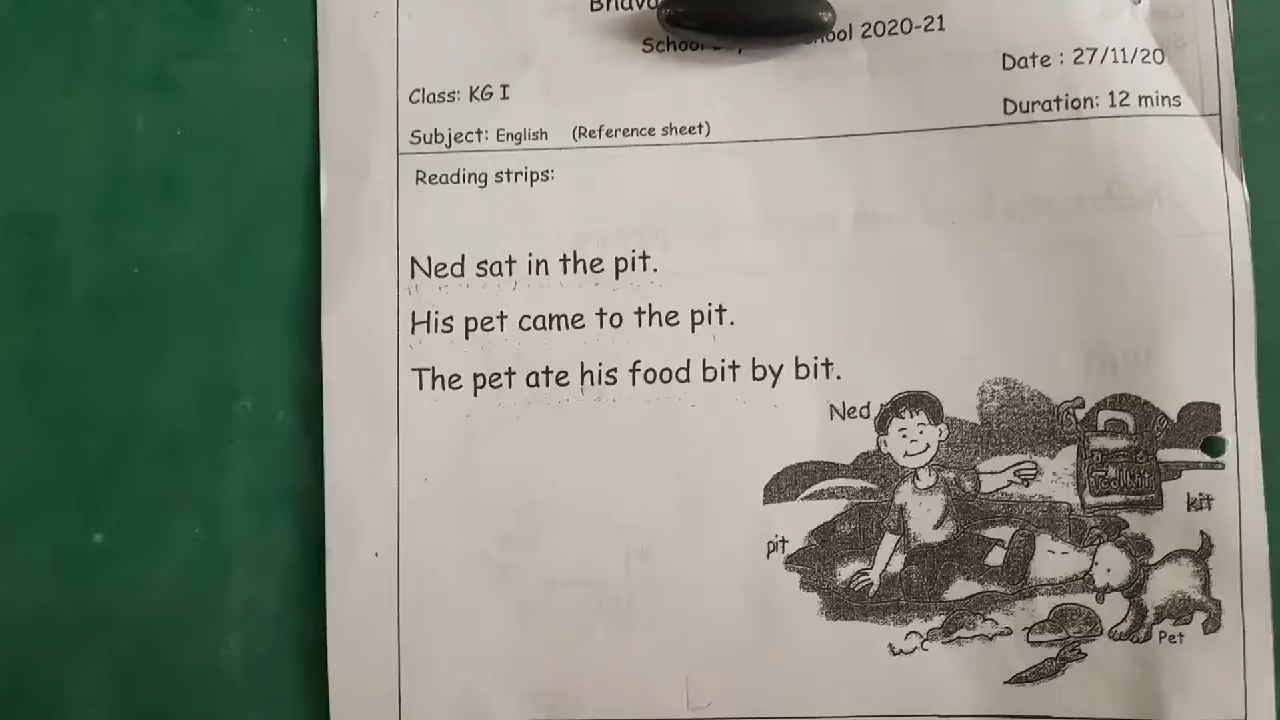 School 2020-21
Date : 27/11/20
Class: KG I
Duration: 12 mins
Subject: English (Reference sheet)
Reading strips:
Ned sat in the pit.
His pet came to the pit.
The pet ate his food bit by bit.
Ned
Toolkit
kit
pit
Pet